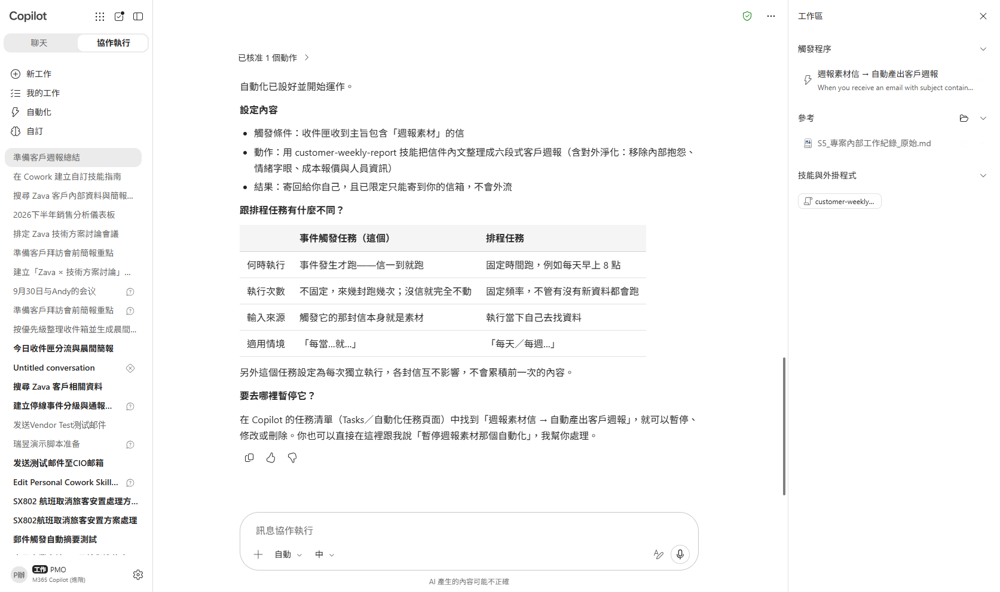 Copilot
聊天
協作執行
新工作
我的工作
自動化
自訂
準備客戶週報總結
在 Cowork 建立自訂技能指南
搜尋 Zava 客戶內部資料與簡報...
2026下半年銷售分析儀表板
排定 Zava 技術方案討論會議
準備客戶拜訪會前簡報重點
建立「Zava × 技術方案討論」...
9月30日与Andy的会议
準備客戶拜訪會前簡報重點
按優先級整理收件箱並生成晨間...
今日收件匣分流與晨間簡報
Untitled conversation
搜尋 Zava 客戶相關資料
建立停線事件分級與通報...
发送Vendor Test测试邮件
瑞昱演示脚本准备
发送测试邮件至CIO邮箱
Edit Personal Cowork Skill...
SX802 航班取消旅客安置處理方...
SX802航班取消旅客安置方案處理
郵件觸發自動摘要測試
P辦
工作 PMO
M365 Copilot (進階)
已核准 1 個動作
自動化已設好並開始運作。
設定內容
• 觸發條件：收件匣收到主旨包含「週報素材」的信
• 動作：用 customer-weekly-report 技能把信件內文整理成六段式客戶週報（含對外淨化：移除內部抱怨、
情緒字眼、成本報價與人員資訊）
• 結果：寄回給你自己，且已限定只能寄到你的信箱，不會外流
跟排程任務有什麼不同？
事件觸發任務（這個） 排程任務
何時執行 事件發生才跑——信一到就跑 固定時間跑，例如每天早上 8 點
執行次數 不固定，來幾封跑幾次；沒信就完全不動 固定頻率，不管有沒有新資料都會跑
輸入來源 觸發它的那封信本身就是素材 執行當下自己去找資料
適用情境 「每當...就...」 「每天／每週...」
另外這個任務設定為每次獨立執行，各封信互不影響，不會累積前一次的內容。
要去哪裡暫停它？
在 Copilot 的任務清單（Tasks／自動化任務頁面）中找到「週報素材信 → 自動產出客戶週報」，就可以暫停、
修改或刪除。你也可以直接在這裡跟我說「暫停週報素材那個自動化」，我幫你處理。
訊息協作執行
自動
中
AI 產生的內容可能不正確
工作區
觸發程序
週報素材信 → 自動產出客戶週報
When you receive an email with subject contain...
參考
S5_專案內部工作紀錄_原始.md
技能與外掛程式
customer-weekly...